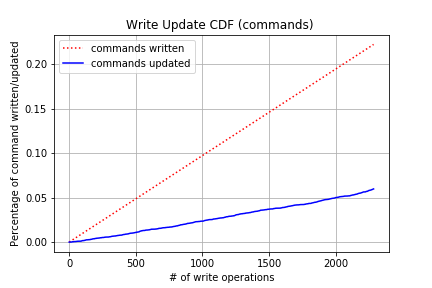 Write Update CDF (commands)
commands written
commands updated
Percentage of command written/updated
0.20
0.15
0.10
0.05
0.00
0
500
1000
1500
2000
# of write operations